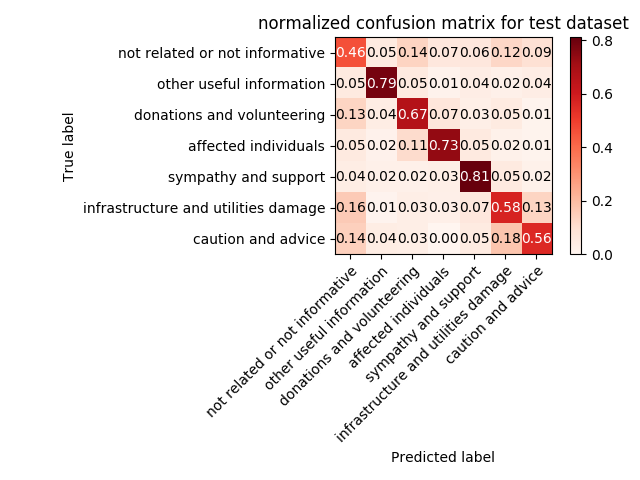 normalized confusion matrix for test dataset
True label
not related or not informative 0.46 0.05 0.14 0.07 0.06 0.12 0.09
other useful information 0.05 0.79 0.05 0.01 0.04 0.02 0.04
donations and volunteering 0.13 0.04 0.67 0.07 0.03 0.05 0.01
affected individuals 0.05 0.02 0.11 0.73 0.05 0.02 0.01
sympathy and support 0.04 0.02 0.02 0.03 0.81 0.05 0.02
infrastructure and utilities damage 0.16 0.01 0.03 0.03 0.07 0.58 0.13
caution and advice 0.14 0.04 0.03 0.00 0.05 0.18 0.56
0.8
0.6
0.4
0.2
0.0
not related or not informative
other useful information
donations and volunteering
affected individuals
sympathy and support
infrastructure and utilities damage
caution and advice
Predicted label